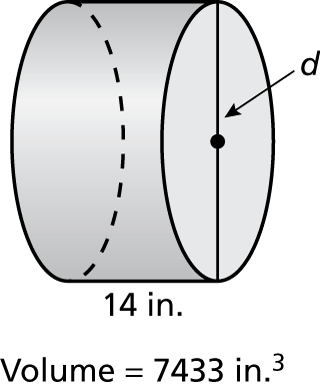 d
14 in.
Volume = 7433 in.³